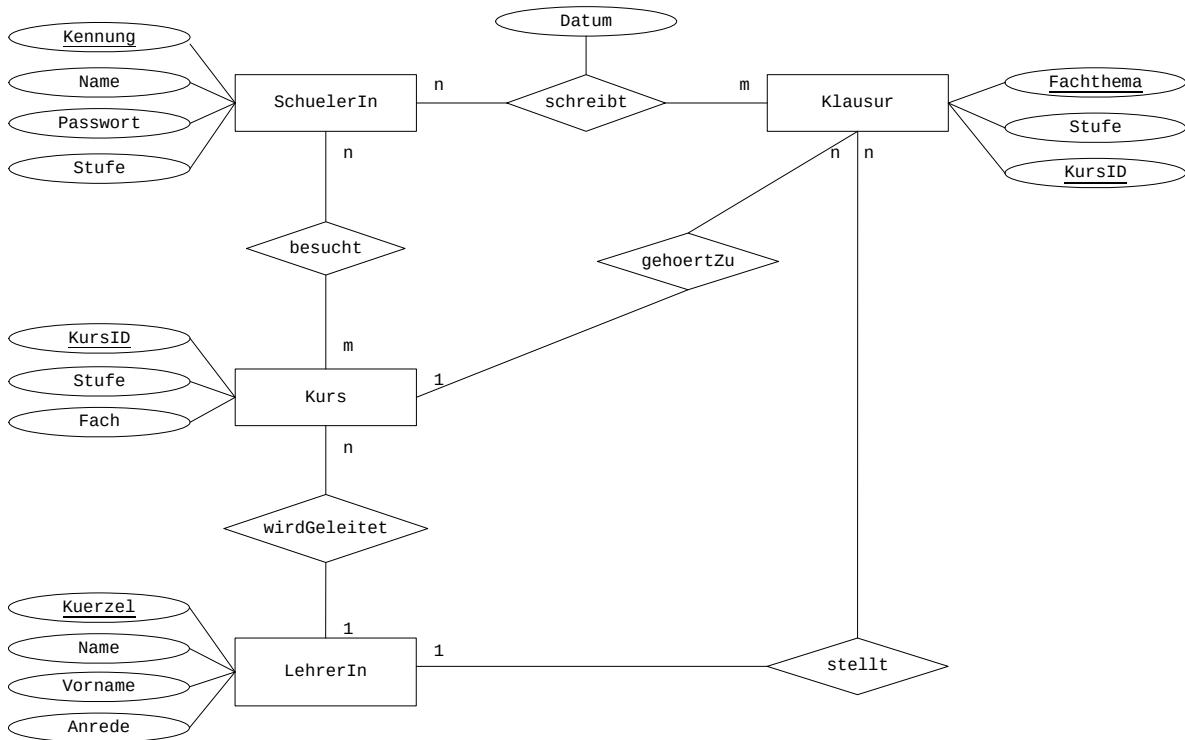 Datum
Kennung
Name
Passwort
Stufe
SchuelerIn
n
schreibt
m
Klausur
Fachthema
Stufe
KursID
n
n
n
besucht
gehoertZu
m
1
KursID
Stufe
Fach
Kurs
n
wirdGeleitet
1
Kuerzel
Name
Vorname
Anrede
LehrerIn
1
stellt